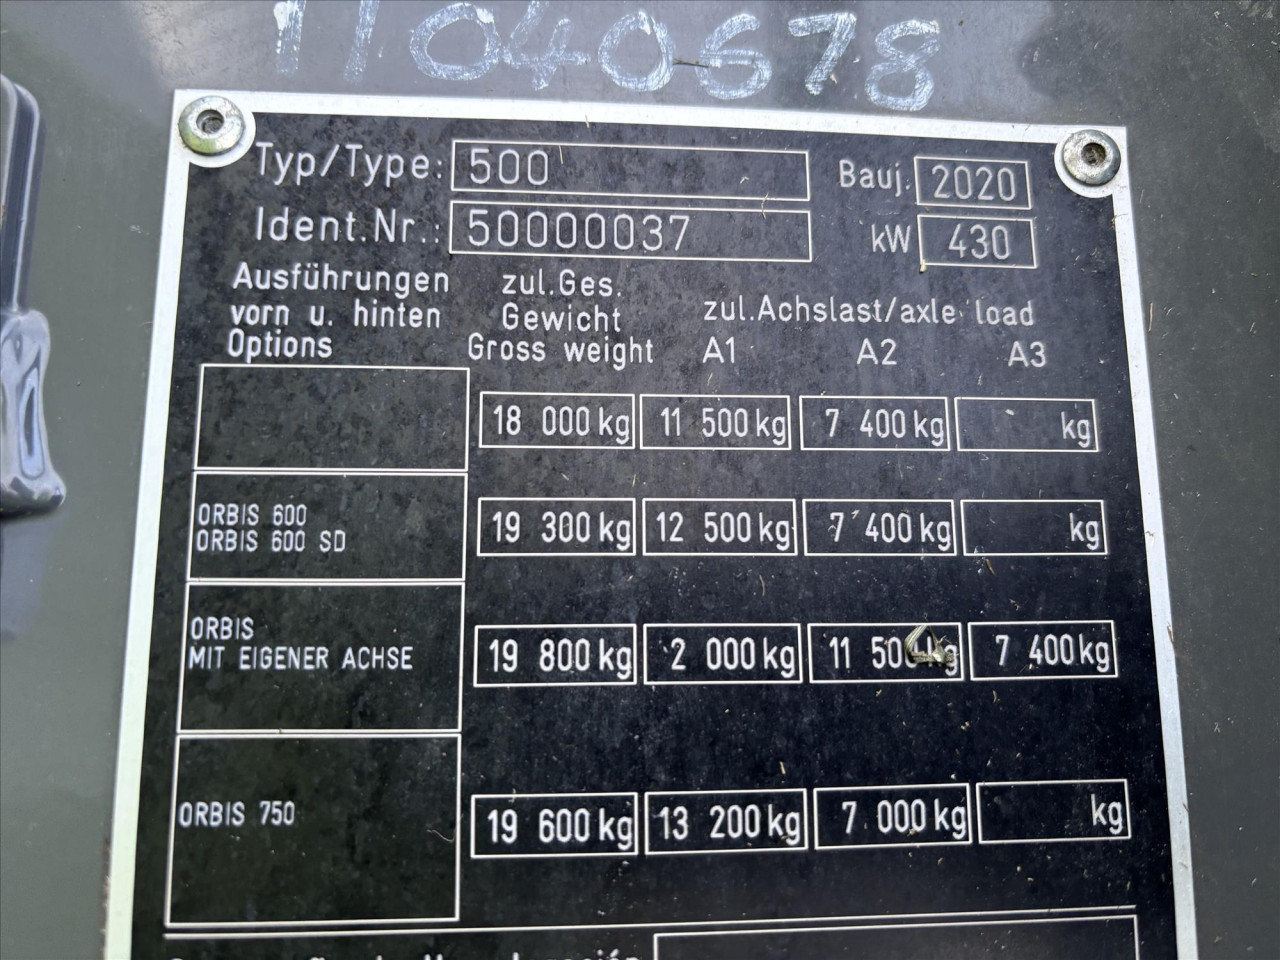 11040678
Typ/Type: 500 Bauj. 2020
Ident.Nr.: 50000037 kW 430
Ausführungen zul.Ges.
vorn u. hinten Gewicht zul.Achslast/axle load
Options Gross weight A1 A2 A3
18 000 kg 11 500 kg 7 400 kg kg
ORBIS 600
ORBIS 600 SD 19 300 kg 12 500 kg 7 400 kg kg
ORBIS
MIT EIGENER ACHSE 19 800 kg 2 000 kg 11 500 kg 7 400 kg
ORBIS 750 19 600 kg 13 200 kg 7 000 kg kg